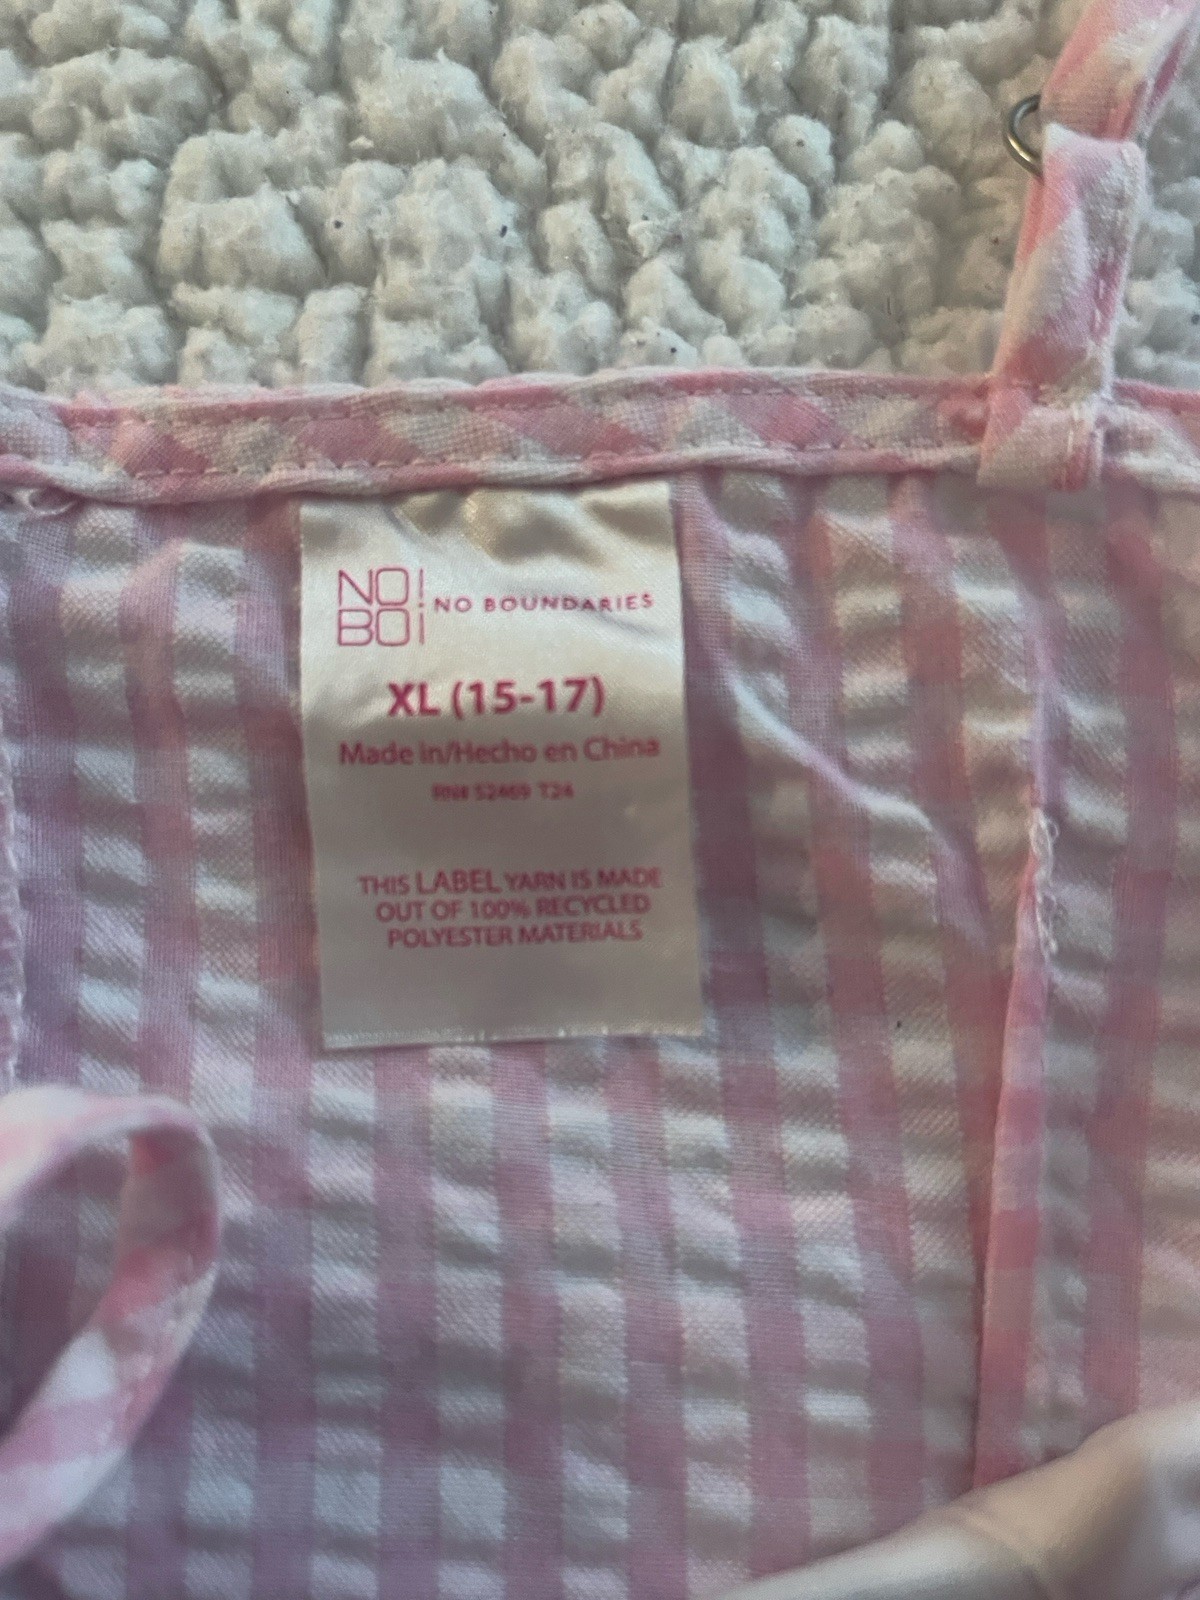 NO!
BO¡
NO BOUNDARIES
XL (15-17)
Made in/Hecho en China
RN# 52469 T24
THIS LABEL YARN IS MADE
OUT OF 100% RECYCLED
POLYESTER MATERIALS